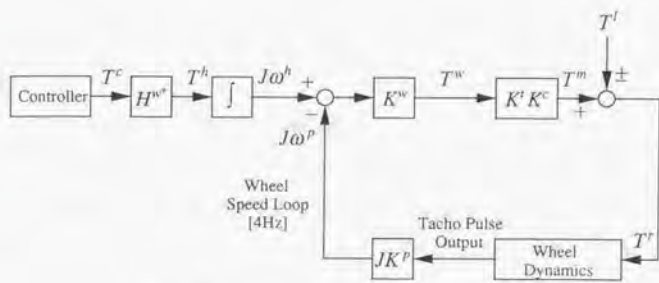 T^l
T^c
T^h
Jω^h
+
T^w
T^m
±
Controller
H^{w*}
∫
K^w
K^t K^c
+
−
Jω^p
Wheel
Speed Loop
[4Hz]
Tacho Pulse
Output
T^r
JK^p
Wheel
Dynamics